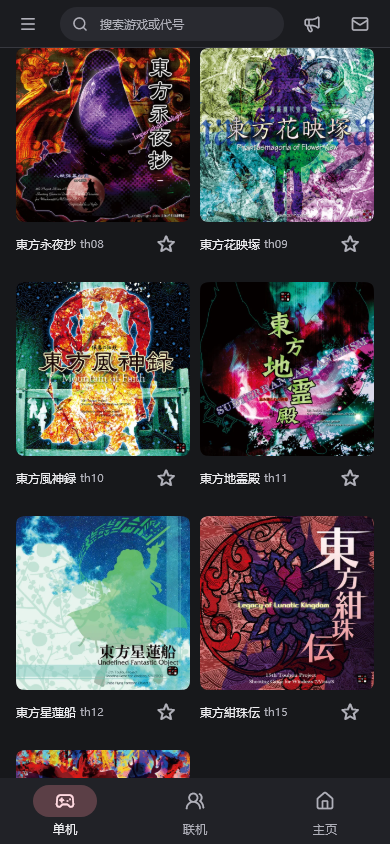 搜索游戏或代号
東方永夜抄
東方花映塚
Phantasmagoria of Flower View
東方永夜抄 th08
東方花映塚 th09
東方風神録
Mountain of Faith
東方地霊殿
SUBTERRANEAN ANIMISM
東方風神録 th10
東方地霊殿 th11
東方星蓮船
Undefined Fantastic Object
東方紺珠伝
Legacy of Lunatic Kingdom
東方星蓮船 th12
東方紺珠伝 th15
单机
联机
主页